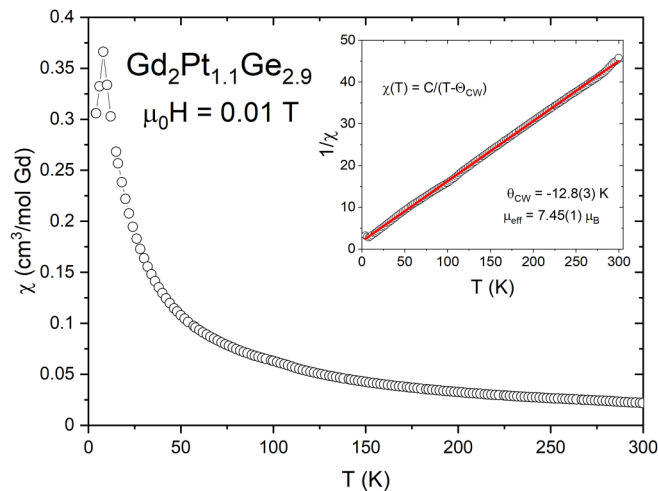 0.4
0.35
0.3
0.25
0.2
0.15
0.1
0.05
0
χ (cm³/mol Gd)
0 50 100 150 200 250 300
T (K)
Gd₂Pt₁.₁Ge₂.₉
μ₀H = 0.01 T
50
40
30
20
10
0
1/χ
0 50 100 150 200 250 300
T (K)
χ(T) = C/(T-Θ_CW)
θ_CW = -12.8(3) K
μ_eff = 7.45(1) μ_B